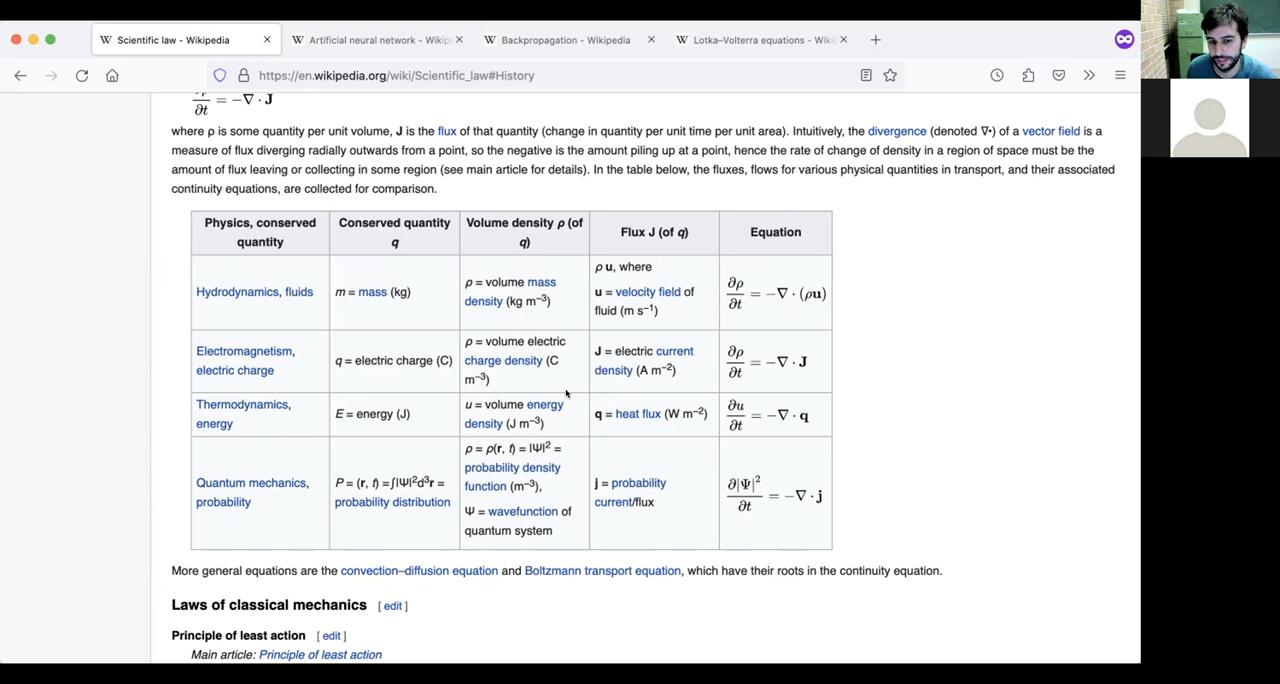 Scientific law - Wikipedia
Artificial neural network - Wikip
Backpropagation - Wikipedia
Lotka–Volterra equations - Wiki
https://en.wikipedia.org/wiki/Scientific_law#History
∂ρ/∂t = −∇ · J
where ρ is some quantity per unit volume, J is the flux of that quantity (change in quantity per unit time per unit area). Intuitively, the divergence (denoted ∇•) of a vector field is a
measure of flux diverging radially outwards from a point, so the negative is the amount piling up at a point, hence the rate of change of density in a region of space must be the
amount of flux leaving or collecting in some region (see main article for details). In the table below, the fluxes, flows for various physical quantities in transport, and their associated
continuity equations, are collected for comparison.
Physics, conserved
quantity
Conserved quantity
q
Volume density ρ (of
q)
Flux J (of q)
Equation
Hydrodynamics, fluids
m = mass (kg)
ρ = volume mass
density (kg m−3)
ρ u, where
u = velocity field of
fluid (m s−1)
∂ρ/∂t = −∇ · (ρu)
Electromagnetism,
electric charge
q = electric charge (C)
ρ = volume electric
charge density (C
m−3)
J = electric current
density (A m−2)
∂ρ/∂t = −∇ · J
Thermodynamics,
energy
E = energy (J)
u = volume energy
density (J m−3)
q = heat flux (W m−2)
∂u/∂t = −∇ · q
Quantum mechanics,
probability
P = (r, t) = ∫|Ψ|²d³r =
probability distribution
ρ = ρ(r, t) = |Ψ|² =
probability density
function (m−3),
Ψ = wavefunction of
quantum system
j = probability
current/flux
∂|Ψ|²/∂t = −∇ · j
More general equations are the convection–diffusion equation and Boltzmann transport equation, which have their roots in the continuity equation.
Laws of classical mechanics [ edit ]
Principle of least action [ edit ]
Main article: Principle of least action